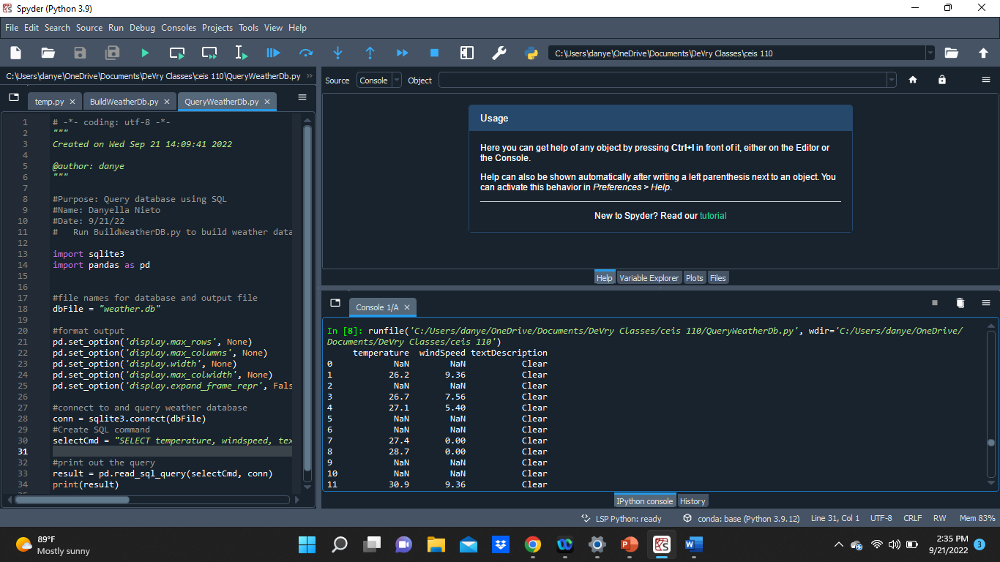 Spyder (Python 3.9)
File Edit Search Source Run Debug Consoles Projects Tools View Help
C:\Users\danye\OneDrive\Documents\DeVry Classes\ceis 110
C:\Users\danye\OneDrive\Documents\DeVry Classes\ceis 110\QueryWeatherDb.py
temp.py BuildWeatherDb.py QueryWeatherDb.py
1 # -*- coding: utf-8 -*-
2 """
3 Created on Wed Sep 21 14:09:41 2022
4
5 @author: danye
6 """
7
8 #Purpose: Query database using SQL
9 #Name: Danyella Nieto
10 #Date: 9/21/22
11 #   Run BuildWeatherDB.py to build weather data
12
13 import sqlite3
14 import pandas as pd
15
16
17 #file names for database and output file
18 dbFile = "weather.db"
19
20 #format output
21 pd.set_option('display.max_rows', None)
22 pd.set_option('display.max_columns', None)
23 pd.set_option('display.width', None)
24 pd.set_option('display.max_colwidth', None)
25 pd.set_option('display.expand_frame_repr', Fals
26
27 #connect to and query weather database
28 conn = sqlite3.connect(dbFile)
29 #Create SQL command
30 selectCmd = "SELECT temperature, windspeed, tex
31
32 #print out the query
33 result = pd.read_sql_query(selectCmd, conn)
34 print(result)
Source Console Object
Usage
Here you can get help of any object by pressing Ctrl+I in front of it, either on the Editor or
the Console.
Help can also be shown automatically after writing a left parenthesis next to an object. You
can activate this behavior in Preferences > Help.
New to Spyder? Read our tutorial
Help Variable Explorer Plots Files
Console 1/A
In [8]: runfile('C:/Users/danye/OneDrive/Documents/DeVry Classes/ceis 110/QueryWeatherDb.py', wdir='C:/Users/danye/OneDrive/
Documents/DeVry Classes/ceis 110')
temperature windSpeed textDescription
0 NaN NaN Clear
1 26.2 9.36 Clear
2 NaN NaN Clear
3 26.7 7.56 Clear
4 27.1 5.40 Clear
5 NaN NaN Clear
6 NaN NaN Clear
7 27.4 0.00 Clear
8 28.7 0.00 Clear
9 NaN NaN Clear
10 NaN NaN Clear
11 30.9 9.36 Clear
IPython console History
LSP Python: ready conda: base (Python 3.9.12) Line 31, Col 1 UTF-8 CRLF RW Mem 83%
89°F
Mostly sunny
2:35 PM
9/21/2022 3